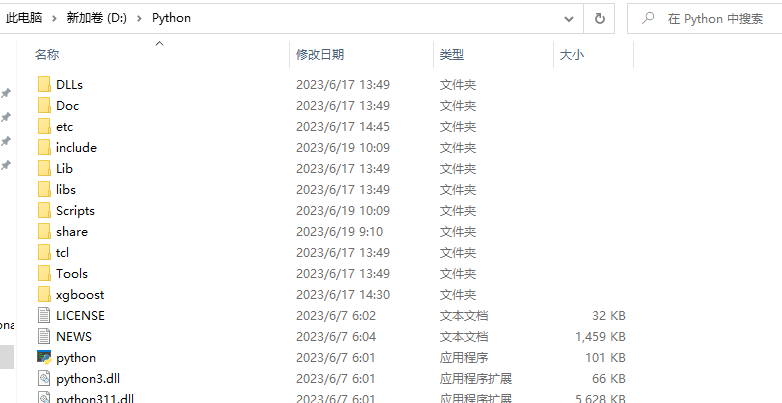 此电脑 > 新加卷 (D:) > Python 在 Python 中搜索
名称 修改日期 类型 大小
DLLs 2023/6/17 13:49 文件夹
Doc 2023/6/17 13:49 文件夹
etc 2023/6/17 14:45 文件夹
include 2023/6/19 10:09 文件夹
Lib 2023/6/17 13:49 文件夹
libs 2023/6/17 13:49 文件夹
Scripts 2023/6/19 10:09 文件夹
share 2023/6/19 9:10 文件夹
tcl 2023/6/17 13:49 文件夹
Tools 2023/6/17 13:49 文件夹
xgboost 2023/6/17 14:30 文件夹
LICENSE 2023/6/7 6:02 文本文档 32 KB
NEWS 2023/6/7 6:04 文本文档 1,459 KB
python 2023/6/7 6:01 应用程序 101 KB
python3.dll 2023/6/7 6:01 应用程序扩展 66 KB
python311.dll 2023/6/7 6:01 应用程序扩展 5,628 KB